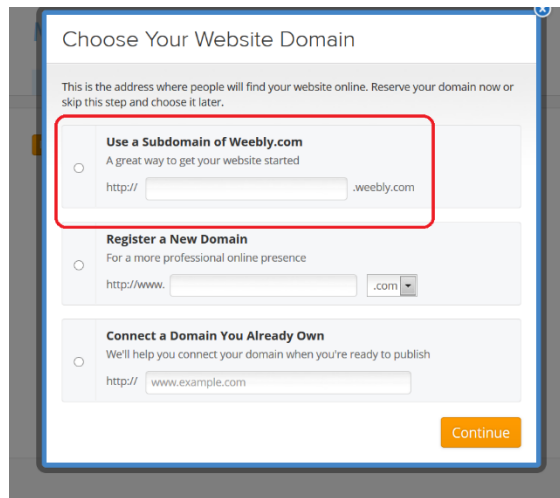 Choose Your Website Domain
This is the address where people will find your website online. Reserve your domain now or
skip this step and choose it later.
Use a Subdomain of Weebly.com
A great way to get your website started
http:// .weebly.com
Register a New Domain
For a more professional online presence
http://www. .com
Connect a Domain You Already Own
We'll help you connect your domain when you're ready to publish
http:// www.example.com
Continue